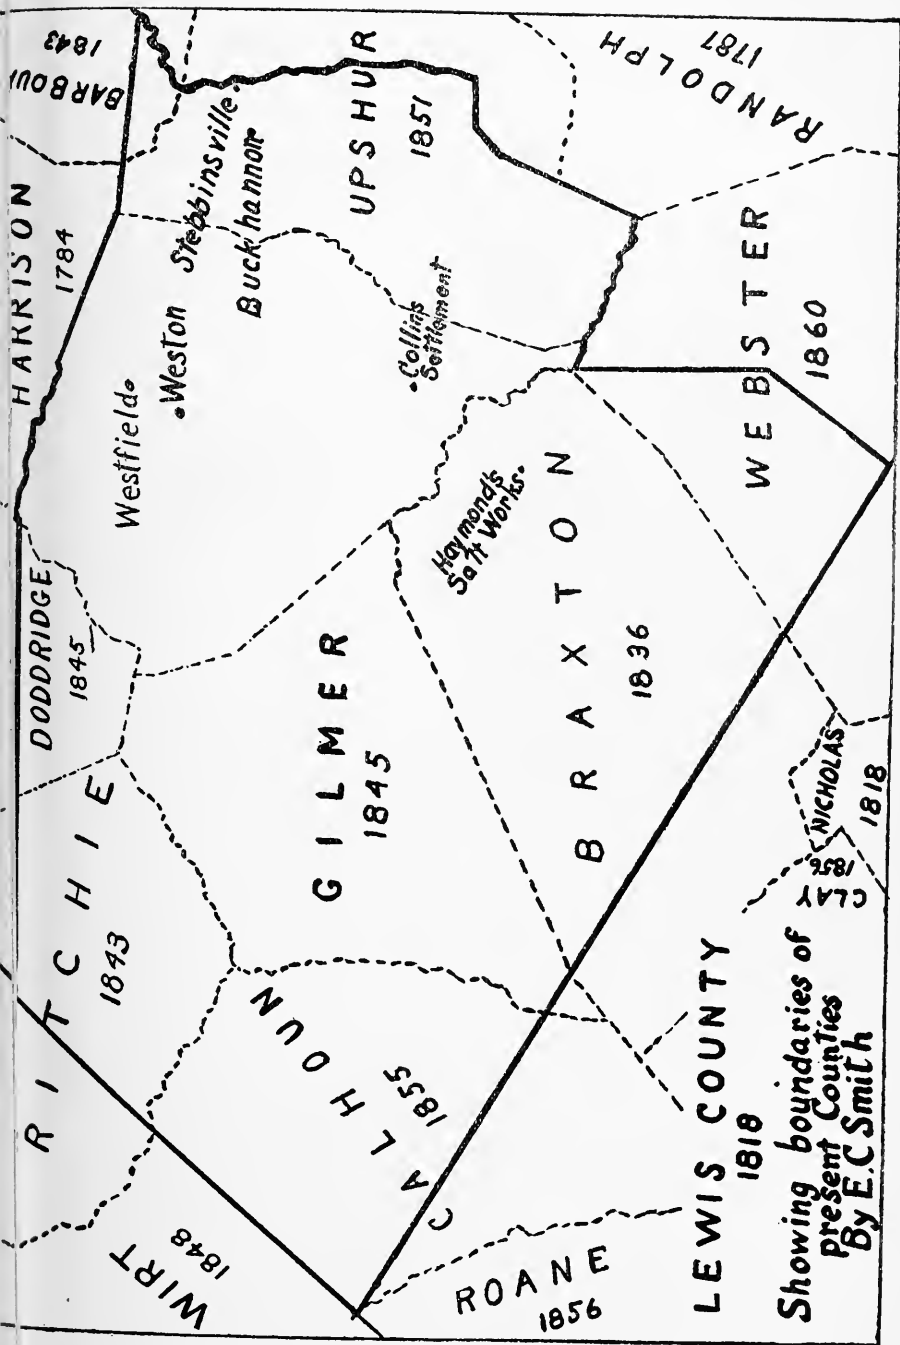 BARBOU
1843
HARRISON
1784
Stebbinsville
Buckhannon
UPSHUR
1851
RANDOLPH
1787
Westfield
Weston
Collins
Settlement
WEBSTER
1860
DODDRIDGE
1845
Haymond's
Salt Works
BRAXTON
1836
GILMER
1845
RITCHIE
1843
CALHOUN
1855
NICHOLAS
1818
CLAY
1856
WIRT
1848
ROANE
1856
LEWIS COUNTY
1818
Showing boundaries of
present Counties
By E.C Smith